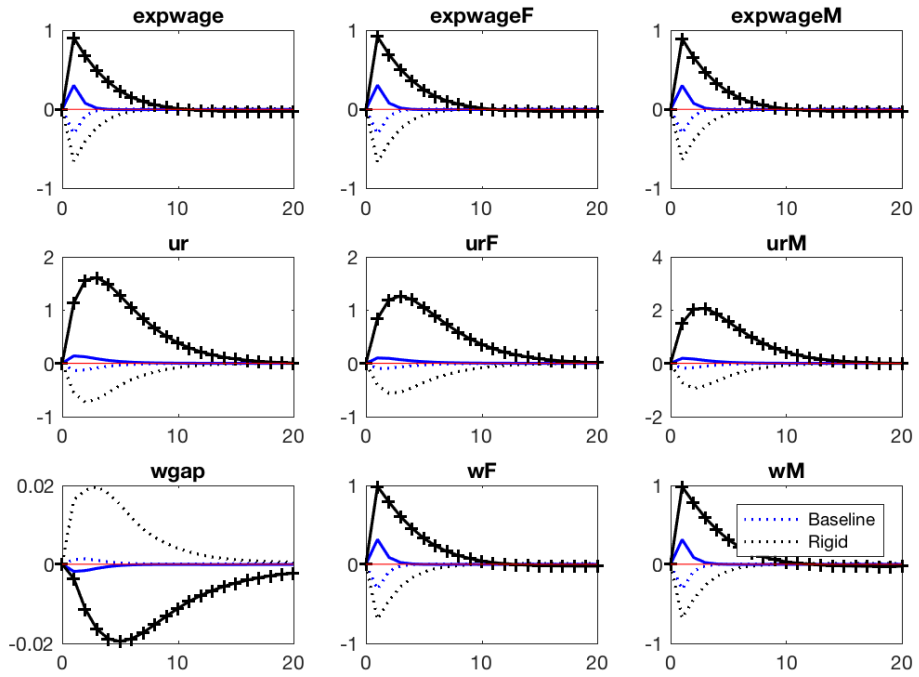 expwage expwageF expwageM
1 1 1
0 0 0
-1 -1 -1
0 10 20 0 10 20 0 10 20
ur urF urM
2 2 4
1 1 2
0 0 0
-1 -1 -2
0 10 20 0 10 20 0 10 20
wgap wF wM
0.02 1 1
Baseline
Rigid
0 0 0
-0.02 -1 -1
0 10 20 0 10 20 0 10 20